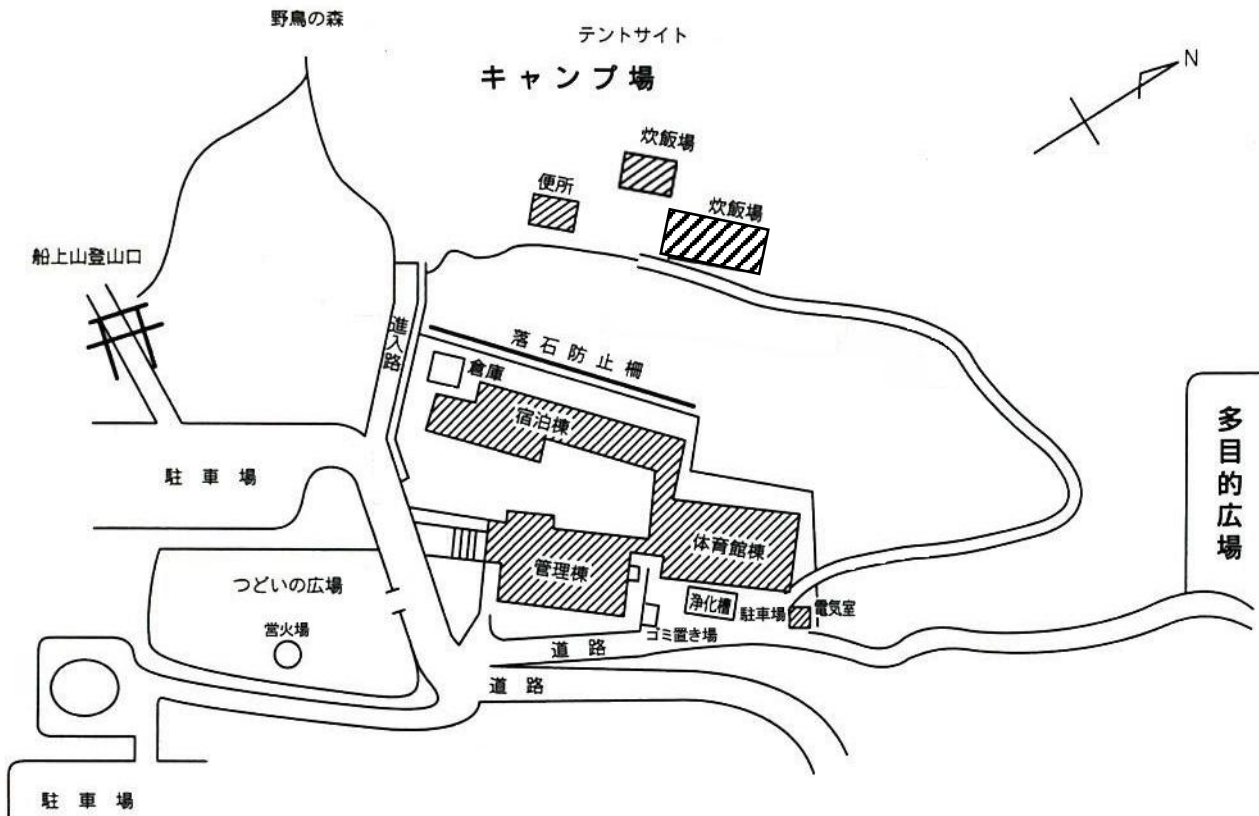 野鳥の森
テントサイト
キャンプ場
N
炊飯場
便所
炊飯場
船上山登山口
進入路
落石防止柵
倉庫
宿泊棟
多目的広場
駐車場
体育館棟
管理棟
つどいの広場
浄化槽
駐車場
電気室
営火場
ゴミ置き場
道路
道路
駐車場